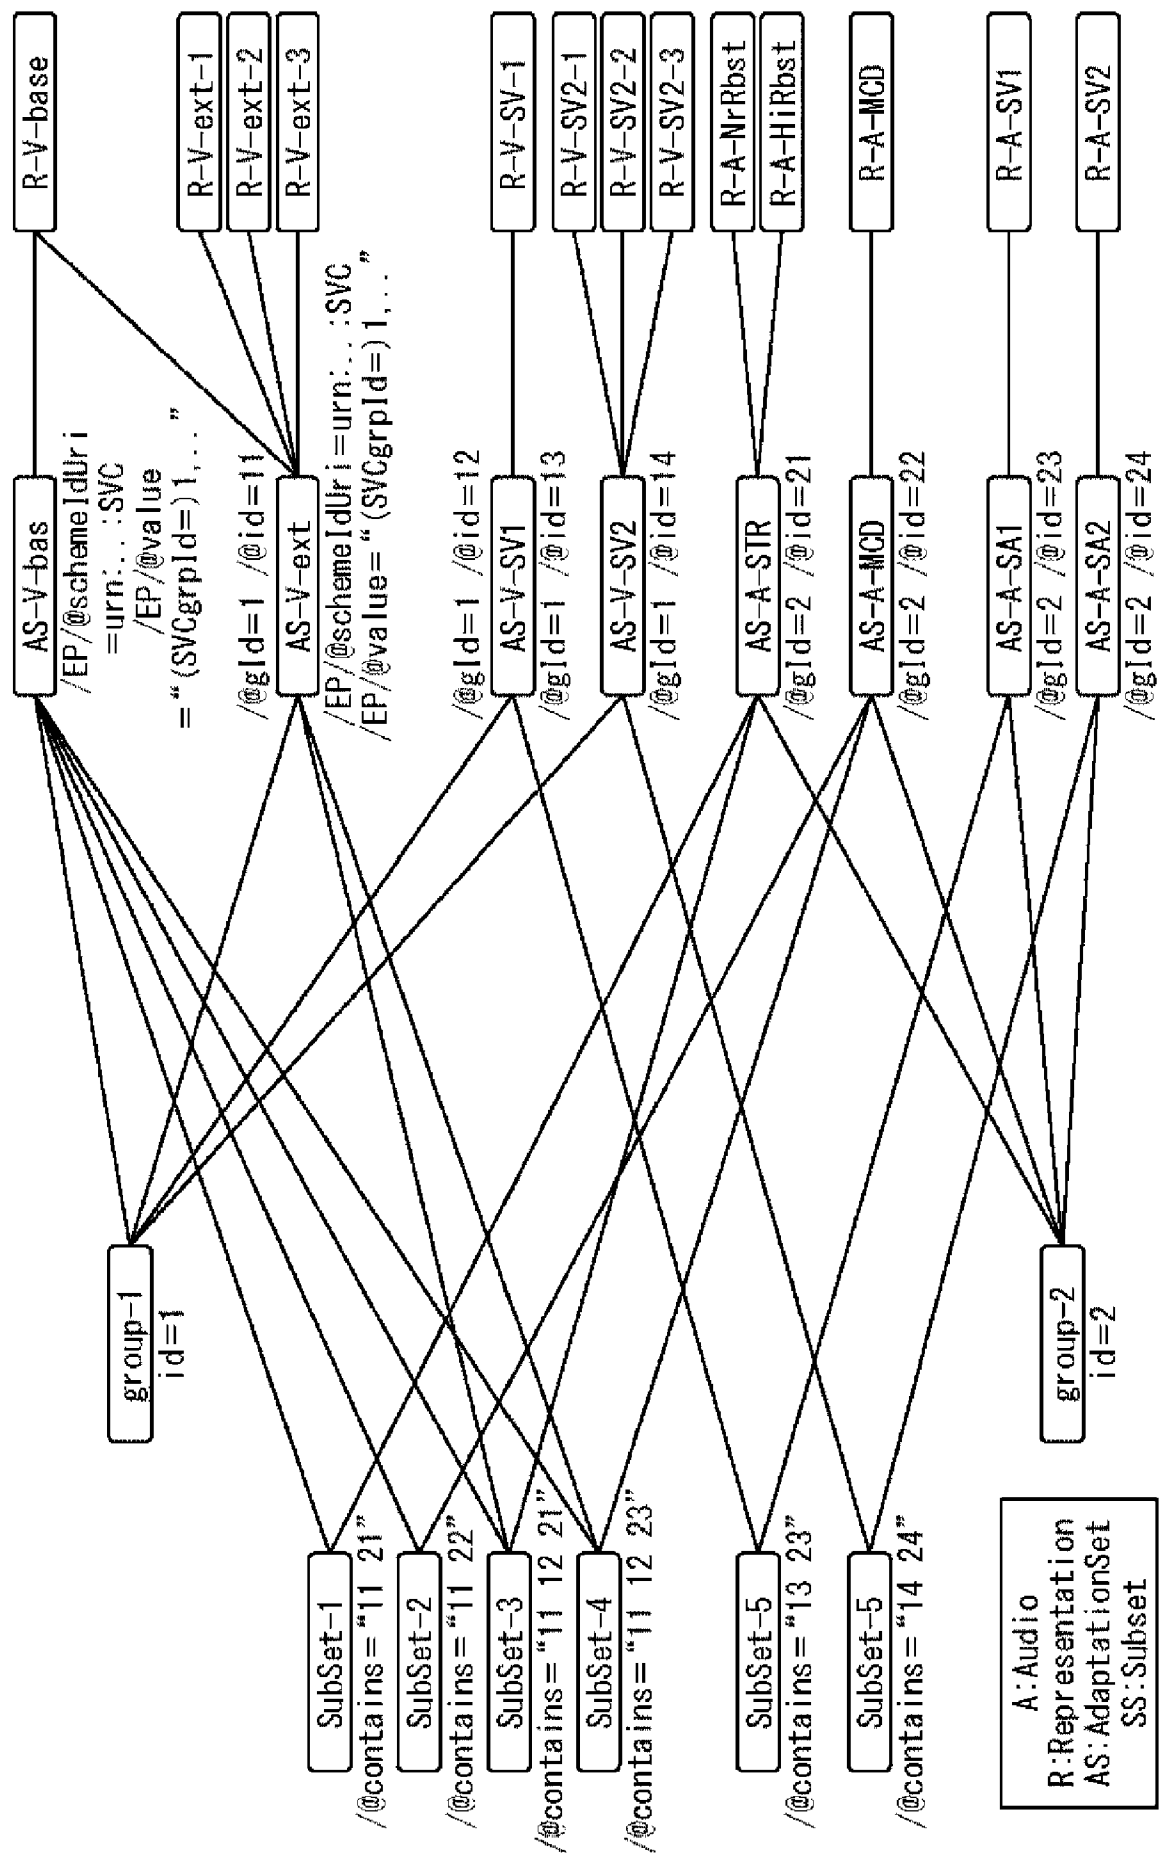 R-V-base
R-V-ext-1
R-V-ext-2
R-V-ext-3
R-V-SV-1
R-V-SV2-1
R-V-SV2-2
R-V-SV2-3
R-A-NrRbst
R-A-HiRbst
R-A-MCD
R-A-SV1
R-A-SV2
AS-V-bas
/EP/@schemeIdUri
=urn:..:SVC
/EP/@value
=“(SVCgrpId=)1,..”
/@gId=1 /@id=11
AS-V-ext
/EP/@schemeIdUri=urn:..:SVC
/EP/@value=“(SVCgrpId=)1,..”
/@gId=1 /@id=12
AS-V-SV1
/@gId=1 /@id=13
AS-V-SV2
/@gId=1 /@id=14
AS-A-STR
/@gId=2 /@id=21
AS-A-MCD
/@gId=2 /@id=22
AS-A-SA1
/@gId=2 /@id=23
AS-A-SA2
/@gId=2 /@id=24
group-1
id=1
group-2
id=2
SubSet-1
/@contains=“11 21”
SubSet-2
/@contains=“11 22”
SubSet-3
/@contains=“11 12 21”
SubSet-4
/@contains=“11 12 23”
SubSet-5
/@contains=“13 23”
SubSet-5
/@contains=“14 24”
A:Audio
R:Representation
AS:AdaptationSet
SS:Subset